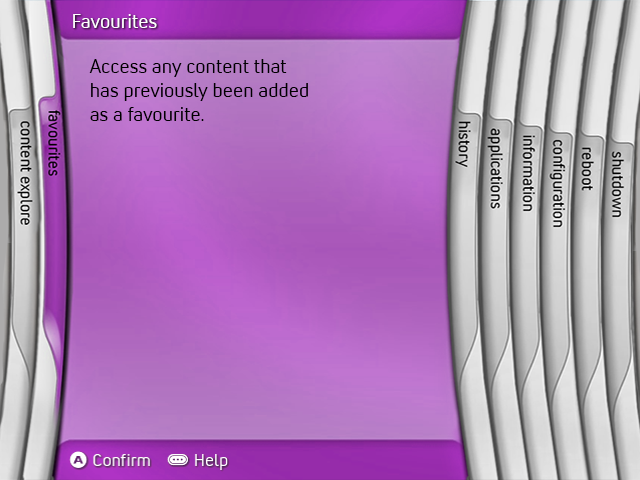 Favourites
Access any content that
has previously been added
as a favourite.
content explore
favourites
history
applications
information
configuration
reboot
shutdown
A Confirm
Help